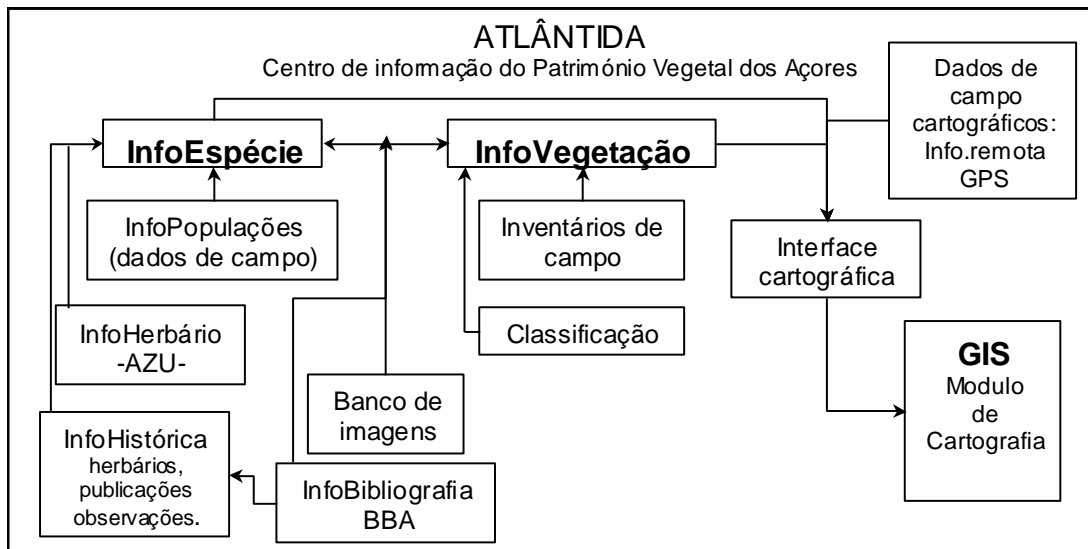 ATLÂNTIDA
Centro de informação do Património Vegetal dos Açores
Dados de
campo
cartográficos:
Info.remota
GPS
InfoEspécie
InfoVegetação
InfoPopulações
(dados de campo)
Inventários de
campo
Interface
cartográfica
InfoHerbário
-AZU-
Classificação
GIS
Modulo
de
Cartografia
Banco de
imagens
InfoHistórica
herbários,
publicações
observações.
InfoBibliografia
BBA